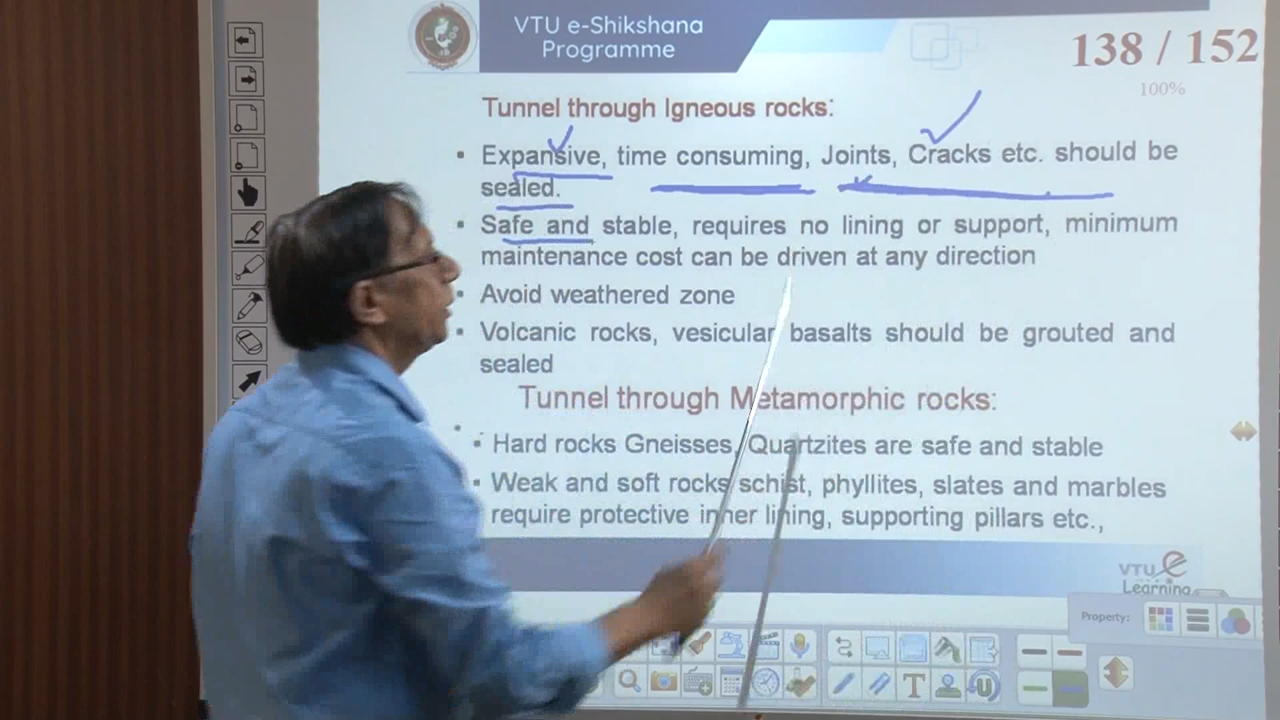 VTU e-Shikshana
Programme
138 / 152
100%
Tunnel through Igneous rocks:
▪ Expansive, time consuming, Joints, Cracks etc. should be
sealed.
▪ Safe and stable, requires no lining or support, minimum
maintenance cost can be driven at any direction
▪ Avoid weathered zone
▪ Volcanic rocks, vesicular basalts should be grouted and
sealed
Tunnel through Metamorphic rocks:
▪ Hard rocks Gneisses, Quartzites are safe and stable
▪ Weak and soft rocks schist, phyllites, slates and marbles
require protective inner lining, supporting pillars etc.,
VTU e
Learning
Property:
T
U